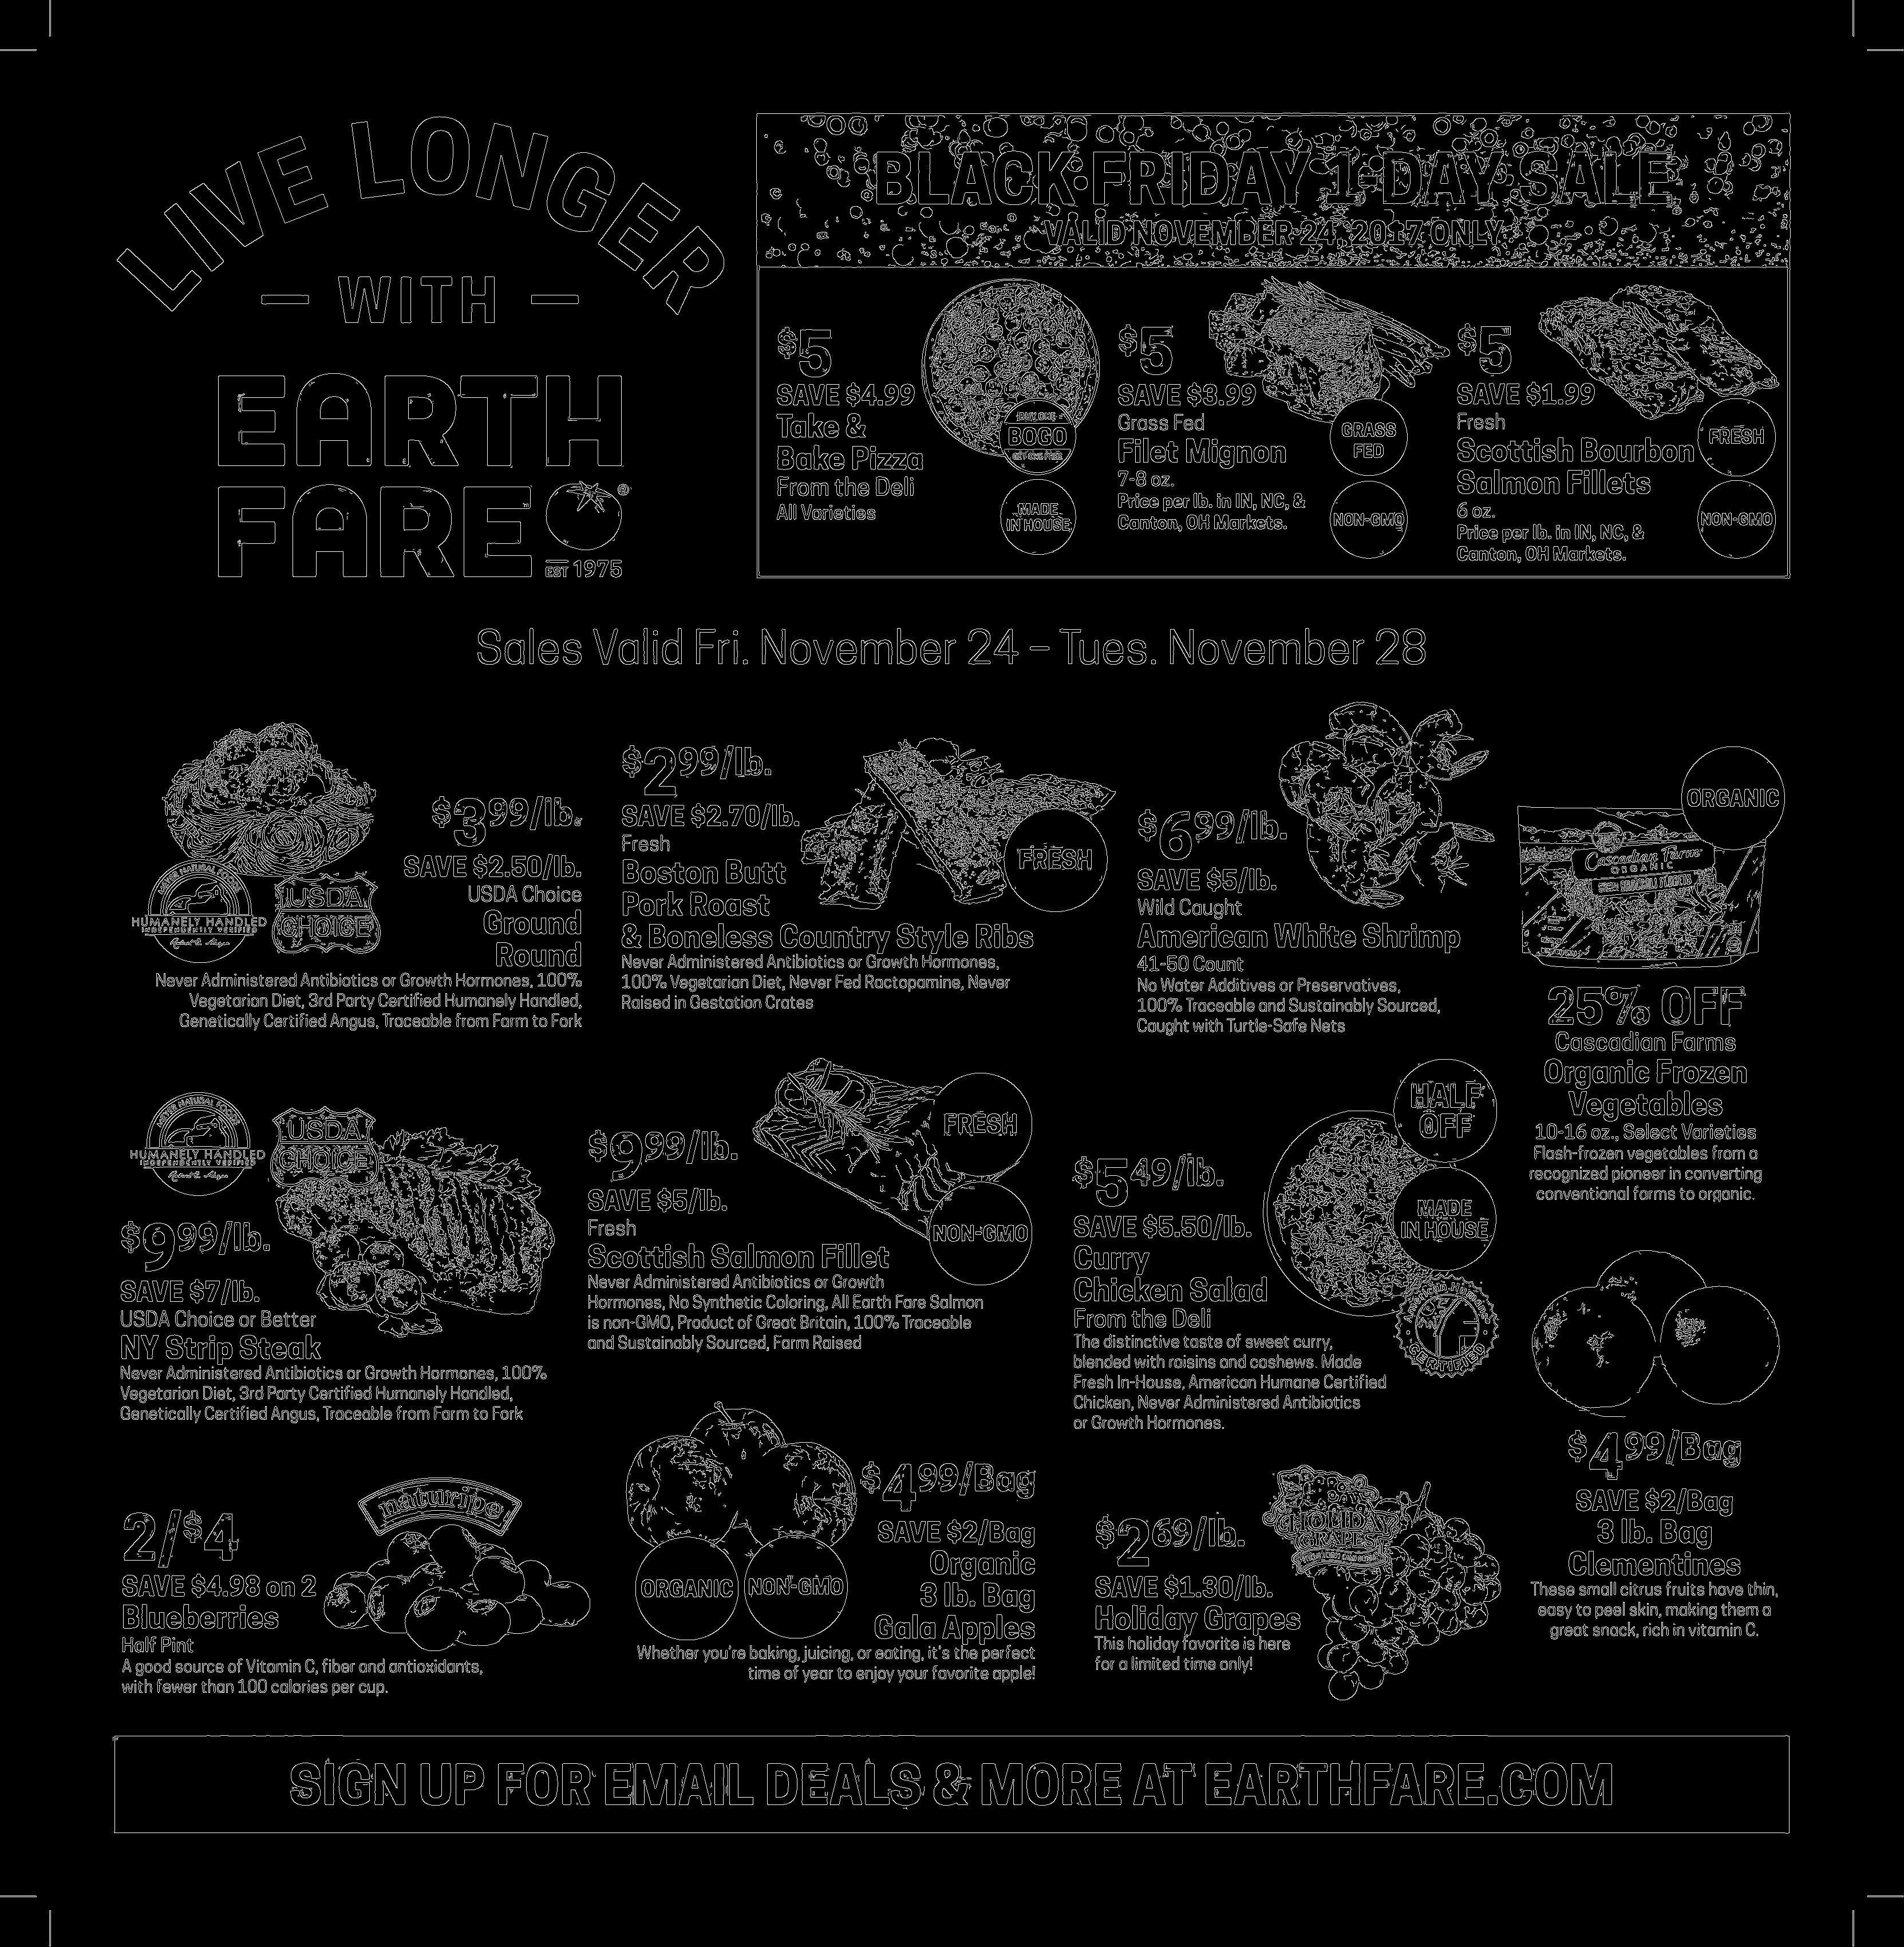 LIVE LONGER
WITH
EARTH
FARE®
EST 1975
BLACK FRIDAY 1-DAY SALE
VALID NOVEMBER 24, 2017 ONLY
$5
SAVE $4.99
Take &
Bake Pizza
From the Deli
All Varieties
BUY ONE
BOGO
GET ONE FREE
MADE
IN HOUSE
$5
SAVE $3.99
Grass Fed
Filet Mignon
7-8 oz.
Price per lb. in IN, NC, &
Canton, OH Markets.
GRASS
FED
NON-GMO
$5
SAVE $1.99
Fresh
Scottish Bourbon
Salmon Fillets
6 oz.
Price per lb. in IN, NC, &
Canton, OH Markets.
FRESH
NON-GMO
Sales Valid Fri. November 24 – Tues. November 28
$3 99/lb.
SAVE $2.50/lb.
USDA Choice
Ground
Round
Never Administered Antibiotics or Growth Hormones, 100%
Vegetarian Diet, 3rd Party Certified Humanely Handled,
Genetically Certified Angus, Traceable from Farm to Fork
HUMANELY HANDLED
INDEPENDENTLY VERIFIED
USDA
CHOICE
$2 99/lb.
SAVE $2.70/lb.
Fresh
Boston Butt
Pork Roast
& Boneless Country Style Ribs
Never Administered Antibiotics or Growth Hormones,
100% Vegetarian Diet, Never Fed Ractopamine, Never
Raised in Gestation Crates
FRESH
$6 99/lb.
SAVE $5/lb.
Wild Caught
American White Shrimp
41-50 Count
No Water Additives or Preservatives,
100% Traceable and Sustainably Sourced,
Caught with Turtle-Safe Nets
ORGANIC
Cascadian Farm
ORGANIC
25% OFF
Cascadian Farms
Organic Frozen
Vegetables
10-16 oz., Select Varieties
Flash-frozen vegetables from a
recognized pioneer in converting
conventional farms to organic.
HUMANELY HANDLED
INDEPENDENTLY VERIFIED
USDA
CHOICE
$9 99/lb.
SAVE $7/lb.
USDA Choice or Better
NY Strip Steak
Never Administered Antibiotics or Growth Hormones, 100%
Vegetarian Diet, 3rd Party Certified Humanely Handled,
Genetically Certified Angus, Traceable from Farm to Fork
$9 99/lb.
SAVE $5/lb.
Fresh
Scottish Salmon Fillet
Never Administered Antibiotics or Growth
Hormones, No Synthetic Coloring, All Earth Fare Salmon
is non-GMO, Product of Great Britain, 100% Traceable
and Sustainably Sourced, Farm Raised
FRESH
NON-GMO
$5 49/lb.
SAVE $5.50/lb.
Curry
Chicken Salad
From the Deli
The distinctive taste of sweet curry,
blended with raisins and cashews. Made
Fresh In-House, American Humane Certified
Chicken, Never Administered Antibiotics
or Growth Hormones.
HALF
OFF
MADE
IN HOUSE
CERTIFIED
$4 99/Bag
SAVE $2/Bag
3 lb. Bag
Clementines
These small citrus fruits have thin,
easy to peel skin, making them a
great snack, rich in vitamin C.
naturipe
2/$4
SAVE $4.98 on 2
Blueberries
Half Pint
A good source of Vitamin C, fiber and antioxidants,
with fewer than 100 calories per cup.
$4 99/Bag
SAVE $2/Bag
Organic
3 lb. Bag
Gala Apples
Whether you're baking, juicing, or eating, it's the perfect
time of year to enjoy your favorite apple!
ORGANIC
NON-GMO
$2 69/lb.
SAVE $1.30/lb.
Holiday Grapes
This holiday favorite is here
for a limited time only!
HOLIDAY
GRAPE
SIGN UP FOR EMAIL DEALS & MORE AT EARTHFARE.COM